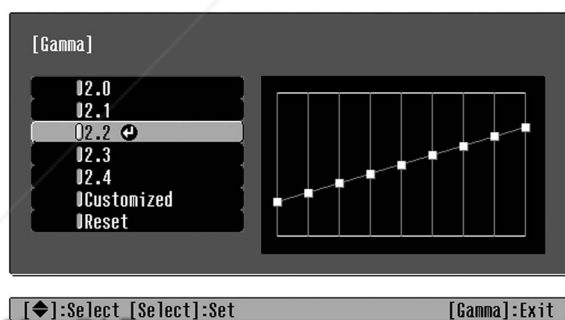 [Gamma]
2.0
2.1
2.2
2.3
2.4
Customized
Reset
[◆]:Select [Select]:Set
[Gamma]:Exit